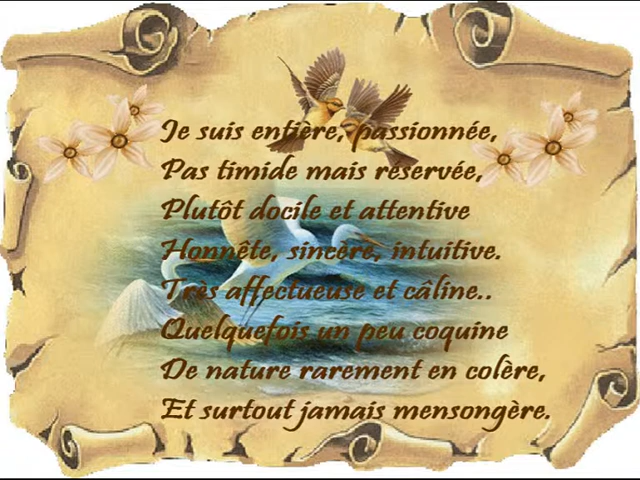 Je suis entière, passionnée,
Pas timide mais réservée,
Plutôt docile et attentive
Honnête, sincère, intuitive.
Très affectueuse et câline..
Quelquefois un peu coquine
De nature rarement en colère,
Et surtout jamais mensongère.